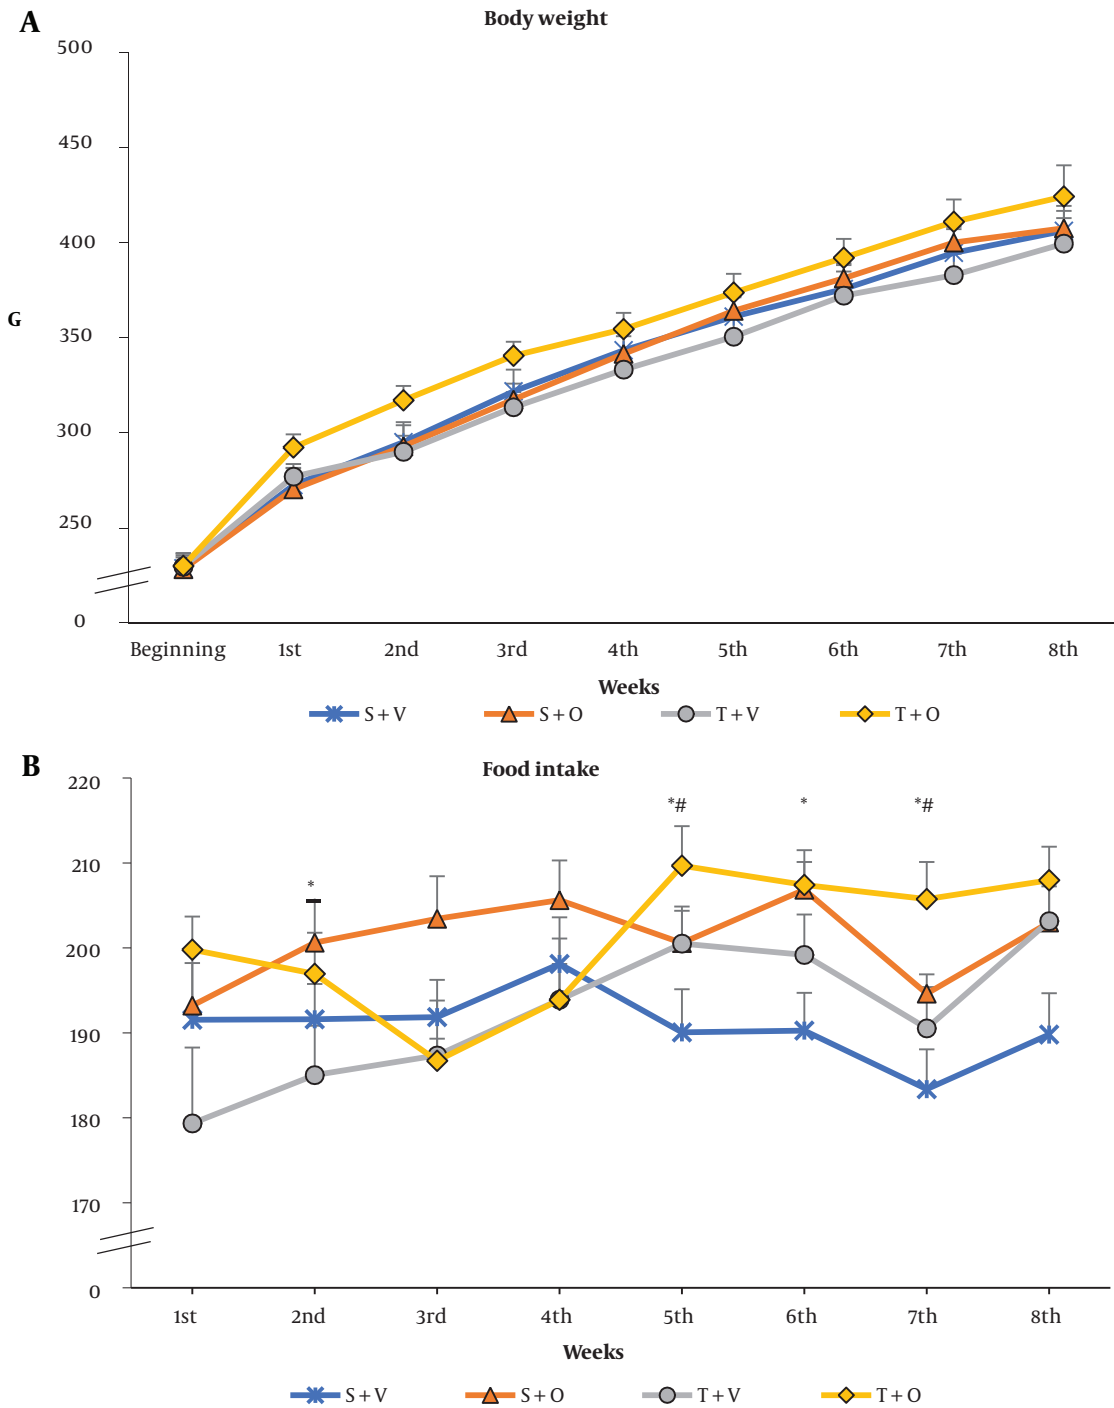 A
Body weight
500
450
400
350
300
250
0
G
Beginning 1st 2nd 3rd 4th 5th 6th 7th 8th
Weeks
S + V S + O T + V T + O
B
Food intake
220
210
200
190
180
170
0
* *# * *#
1st 2nd 3rd 4th 5th 6th 7th 8th
Weeks
S + V S + O T + V T + O